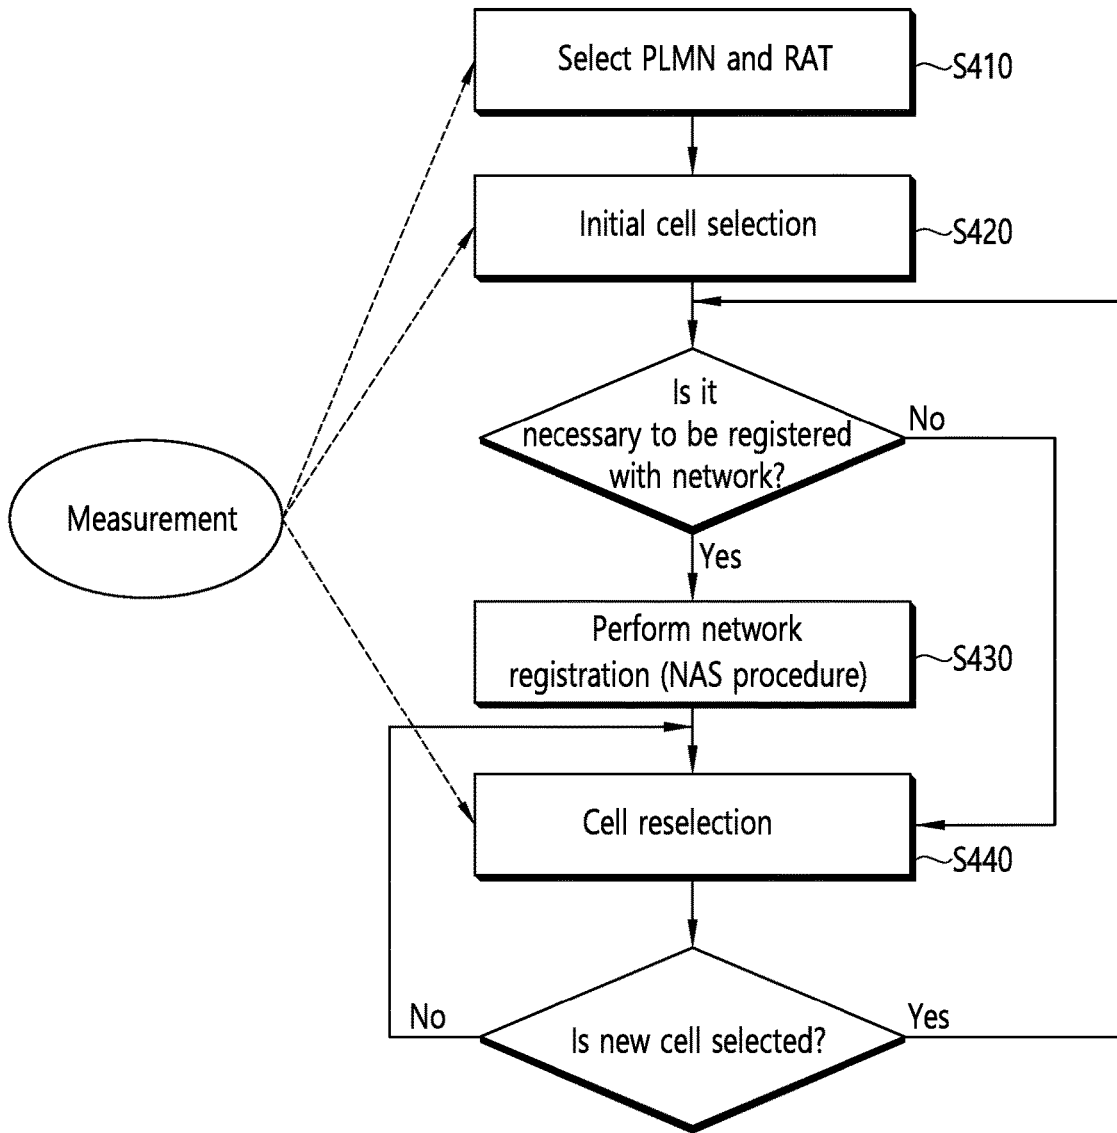 Select PLMN and RAT
S410
Initial cell selection
S420
Is it
necessary to be registered
with network?
No
Measurement
Yes
Perform network
registration (NAS procedure)
S430
Cell reselection
S440
No
Is new cell selected?
Yes